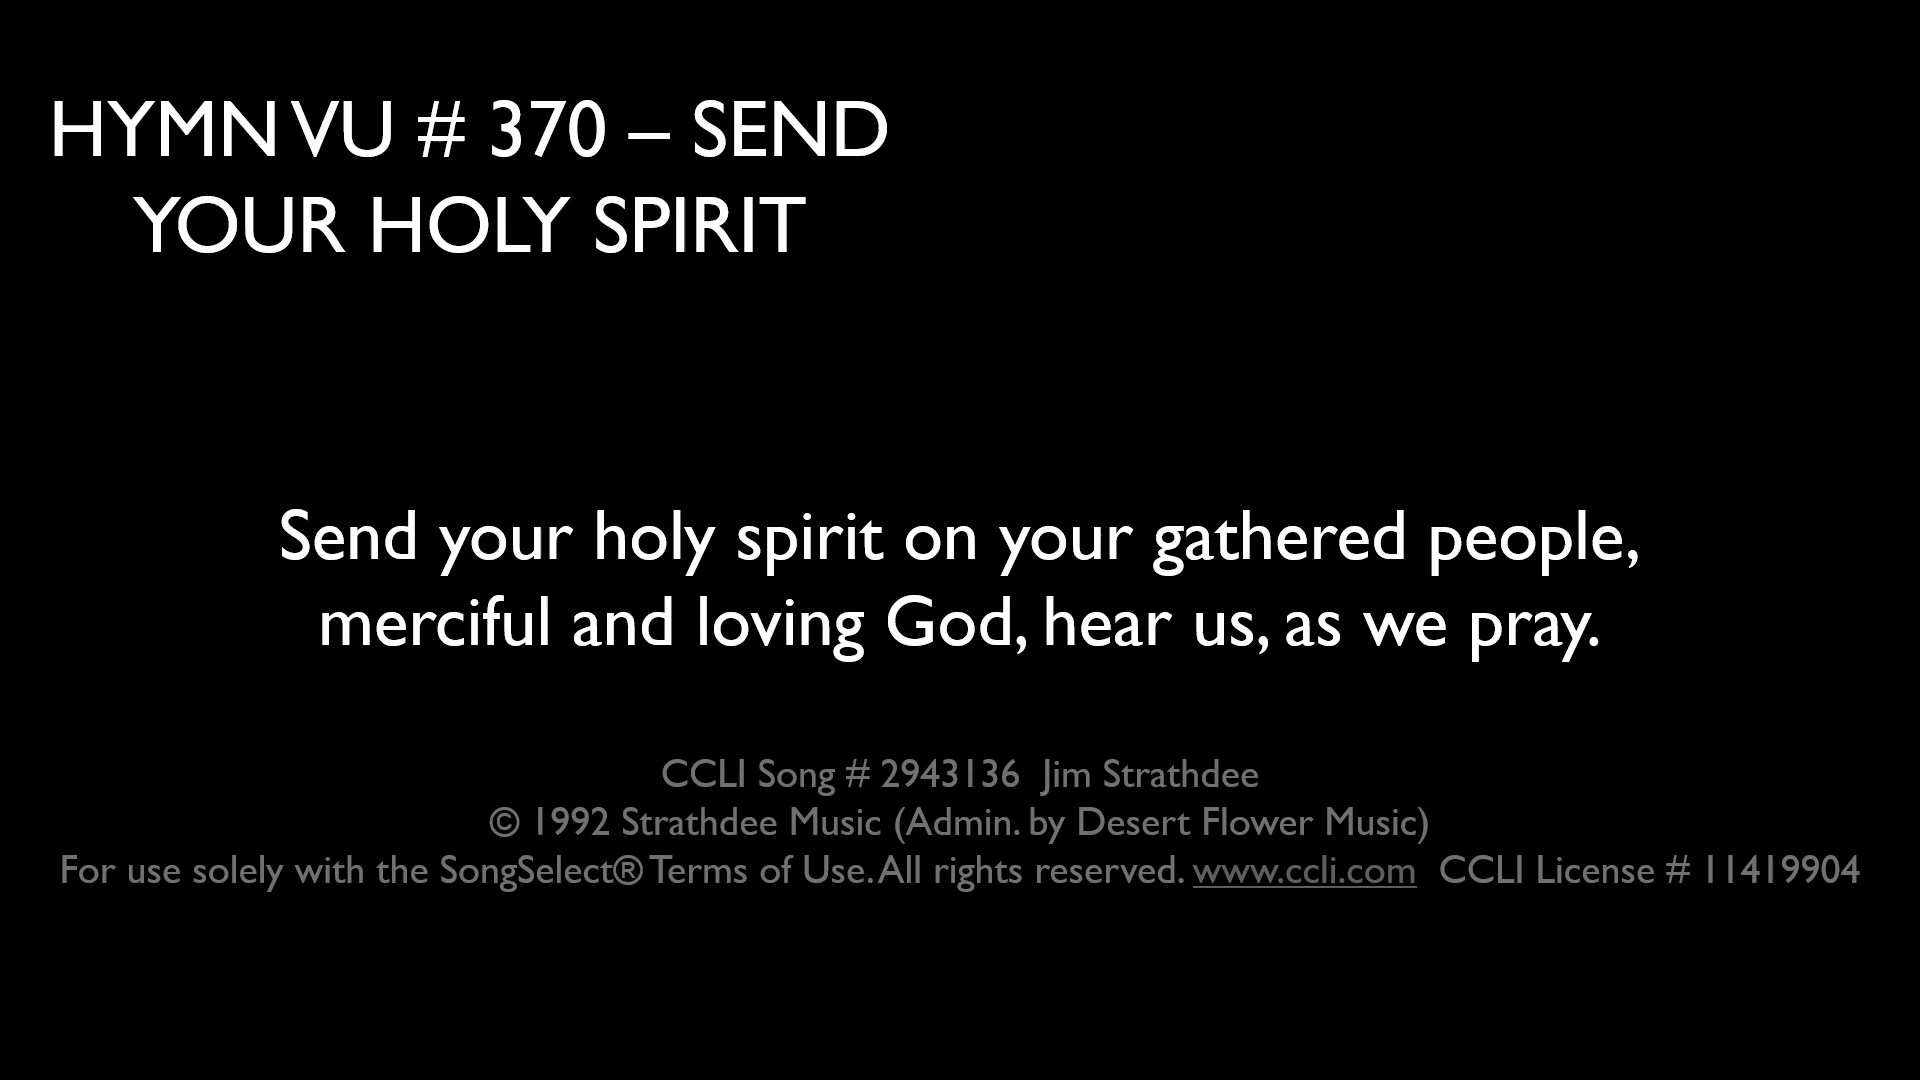 HYMN VU # 370 – SEND
YOUR HOLY SPIRIT
Send your holy spirit on your gathered people,
merciful and loving God, hear us, as we pray.
CCLI Song # 2943136  Jim Strathdee
© 1992 Strathdee Music (Admin. by Desert Flower Music)
For use solely with the SongSelect® Terms of Use. All rights reserved. www.ccli.com  CCLI License # 11419904